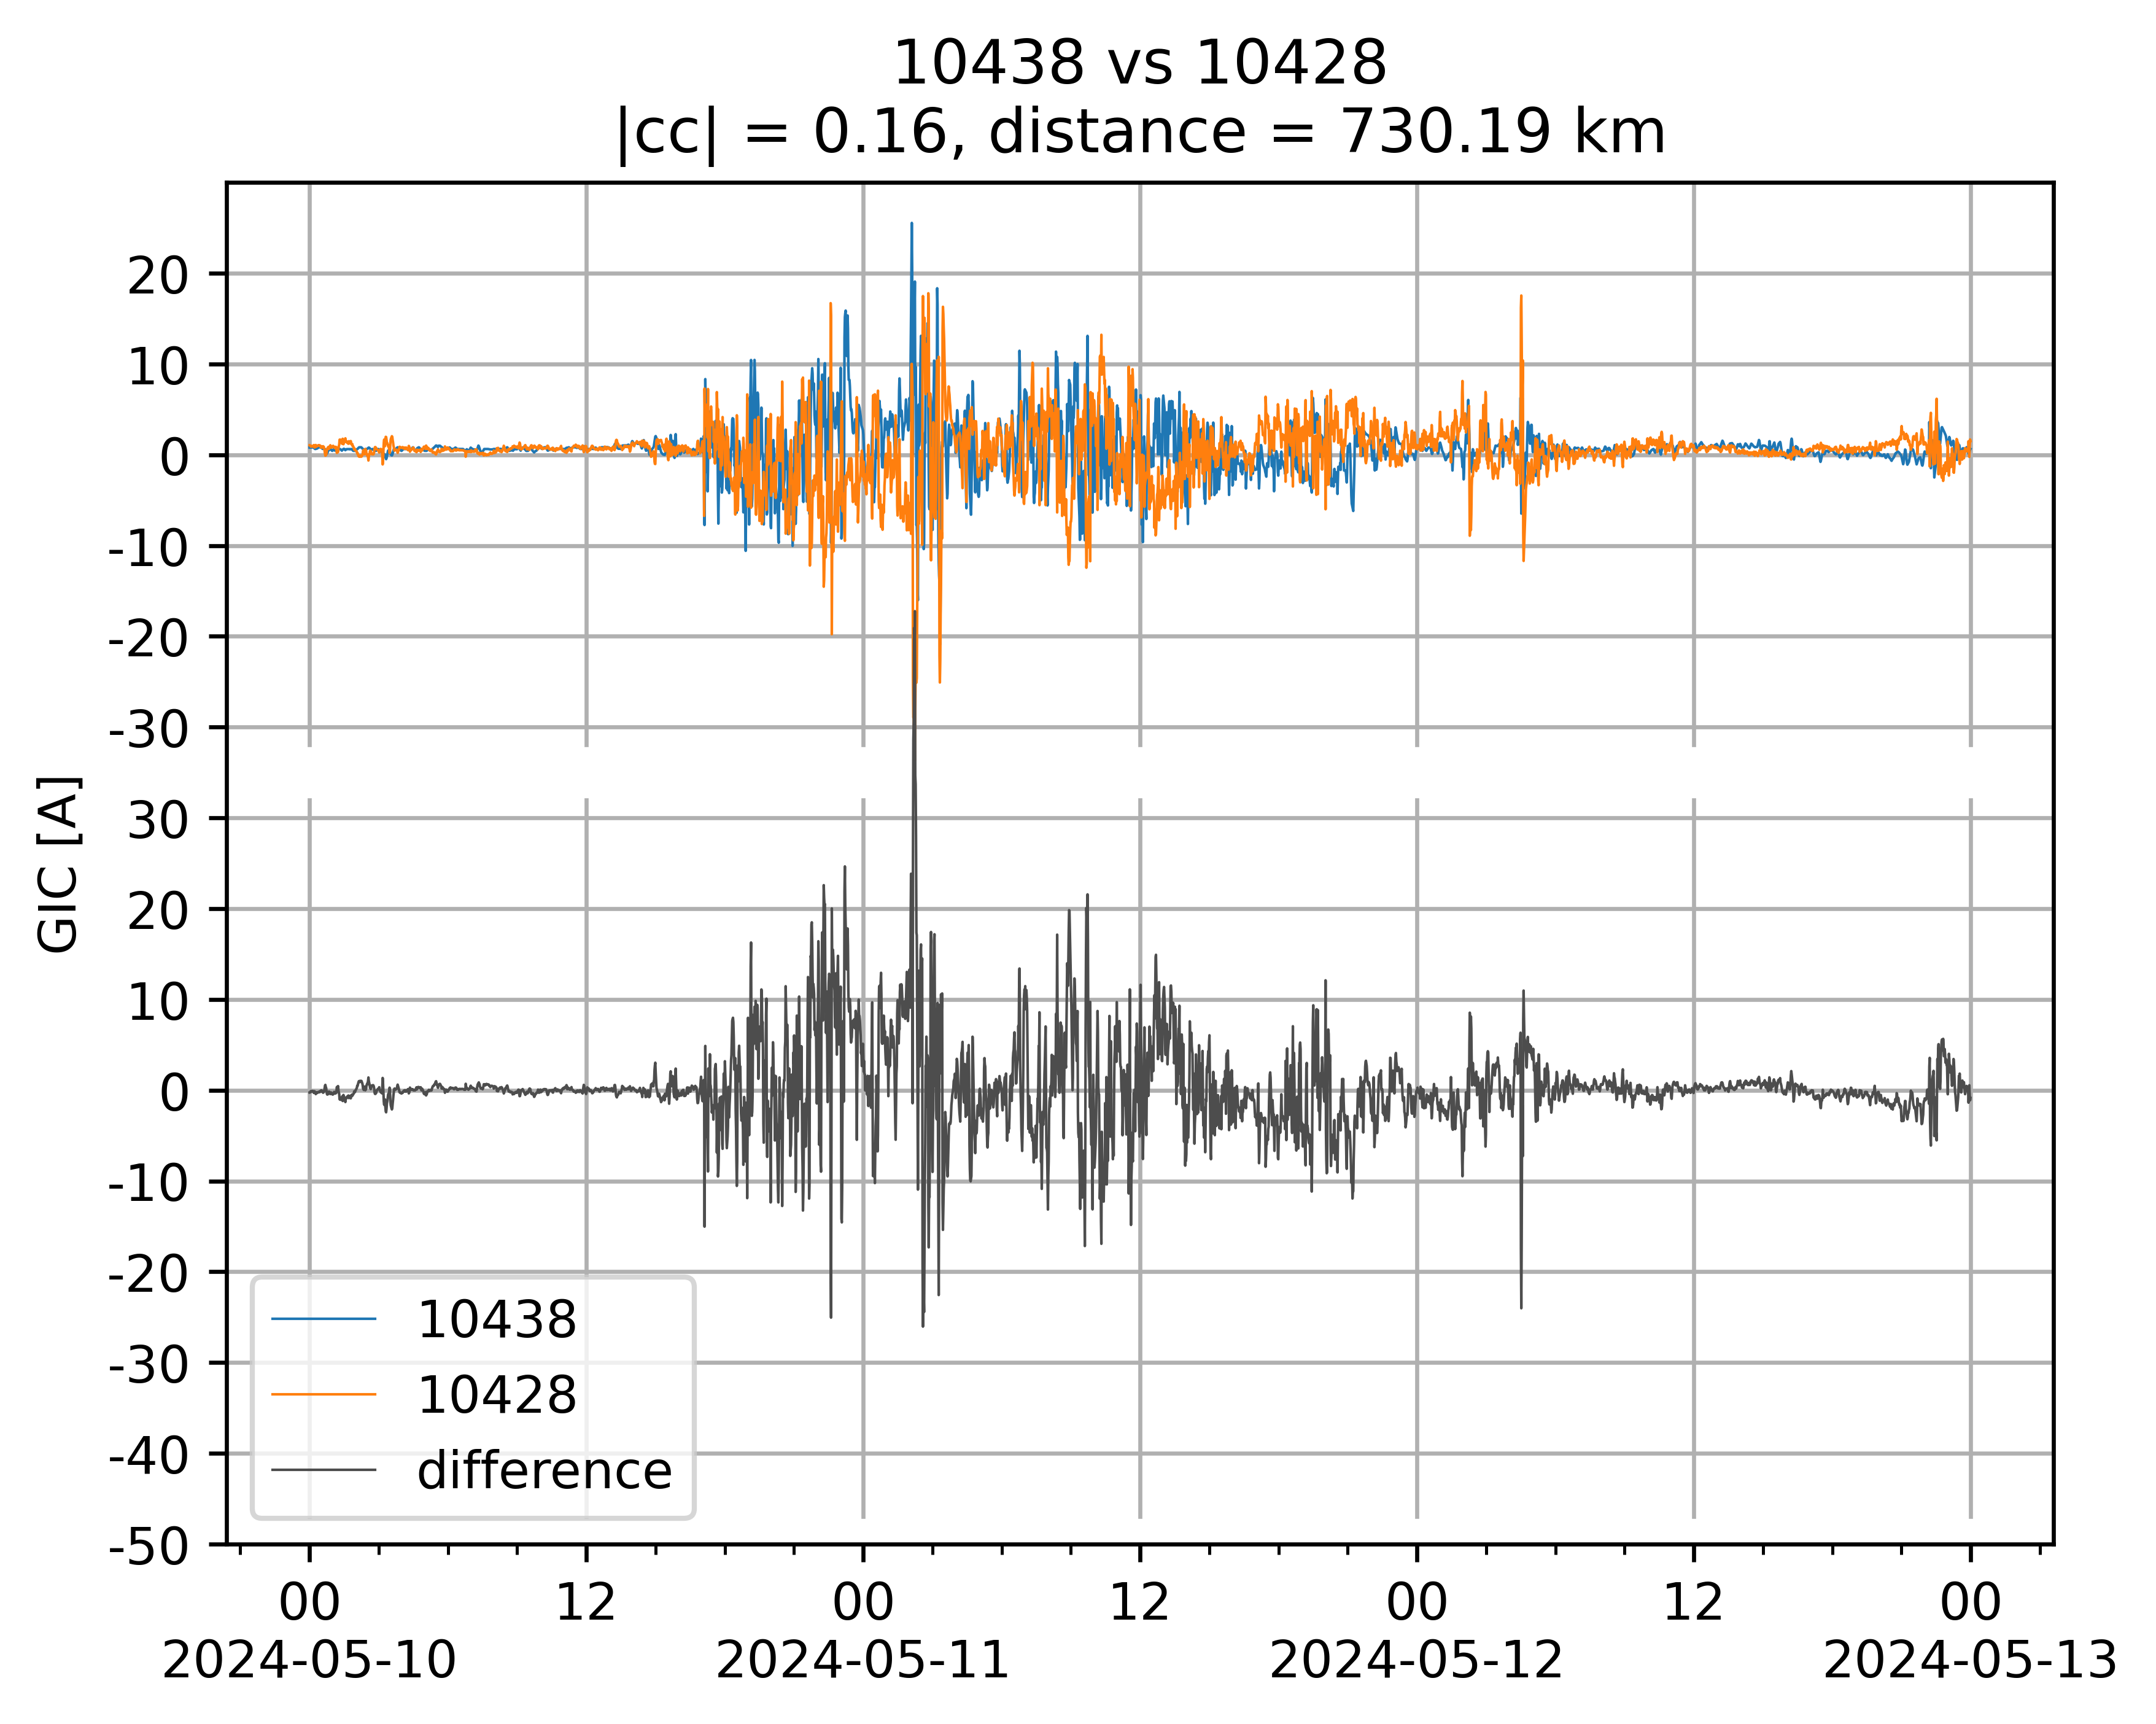 10438 vs 10428
|cc| = 0.16, distance = 730.19 km
GIC [A]
20
10
0
-10
-20
-30
30
20
10
0
-10
-20
-30
-40
-50
10438
10428
difference
00 12 00 12 00 12 00
2024-05-10 2024-05-11 2024-05-12 2024-05-13